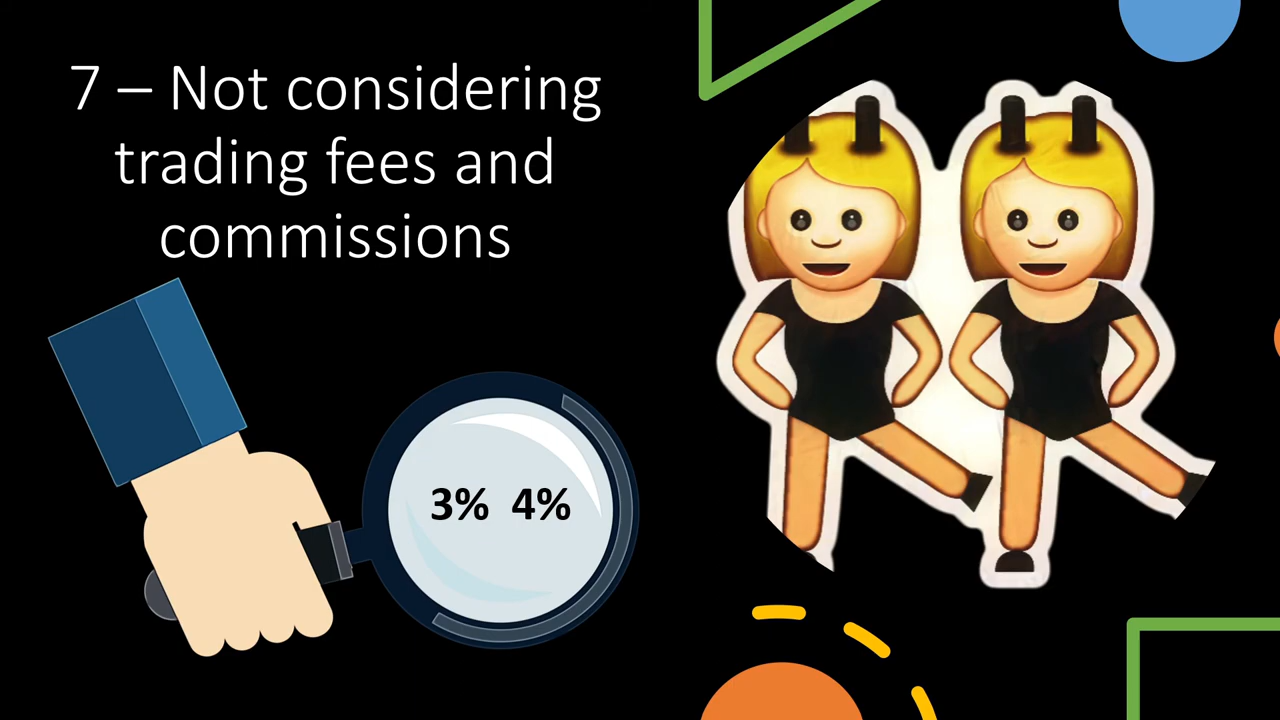 7 – Not considering
trading fees and
commissions
3% 4%